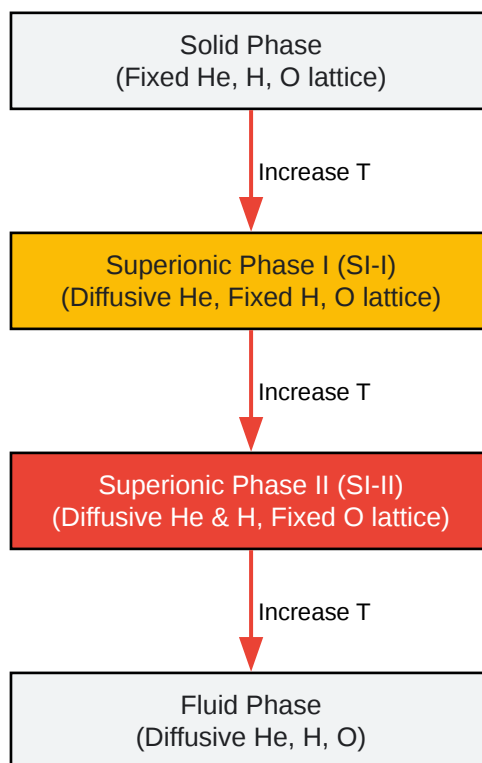 Solid Phase
(Fixed He, H, O lattice)
Increase T
Superionic Phase I (SI-I)
(Diffusive He, Fixed H, O lattice)
Increase T
Superionic Phase II (SI-II)
(Diffusive He & H, Fixed O lattice)
Increase T
Fluid Phase
(Diffusive He, H, O)